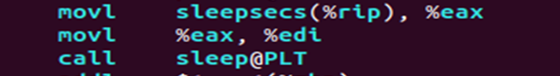 movl sleepsecs(%rip), %eax
movl %eax, %edi
call sleep@PLT